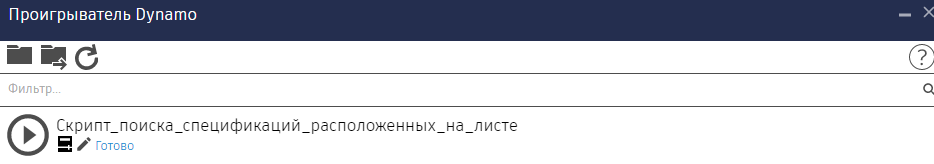 Проигрыватель Dynamo
?
Фильтр...
Скрипт_поиска_спецификаций_расположенных_на_листе
Готово